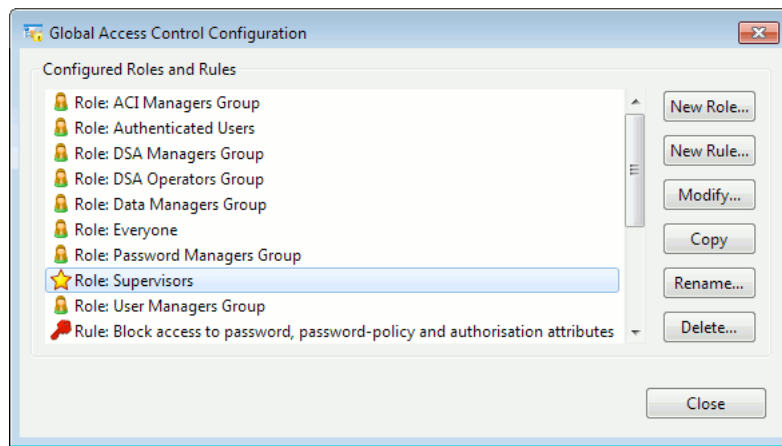 Global Access Control Configuration
Configured Roles and Rules
Role: ACI Managers Group
Role: Authenticated Users
Role: DSA Managers Group
Role: DSA Operators Group
Role: Data Managers Group
Role: Everyone
Role: Password Managers Group
Role: Supervisors
Role: User Managers Group
Rule: Block access to password, password-policy and authorisation attributes
New Role...
New Rule...
Modify...
Copy
Rename...
Delete...
Close